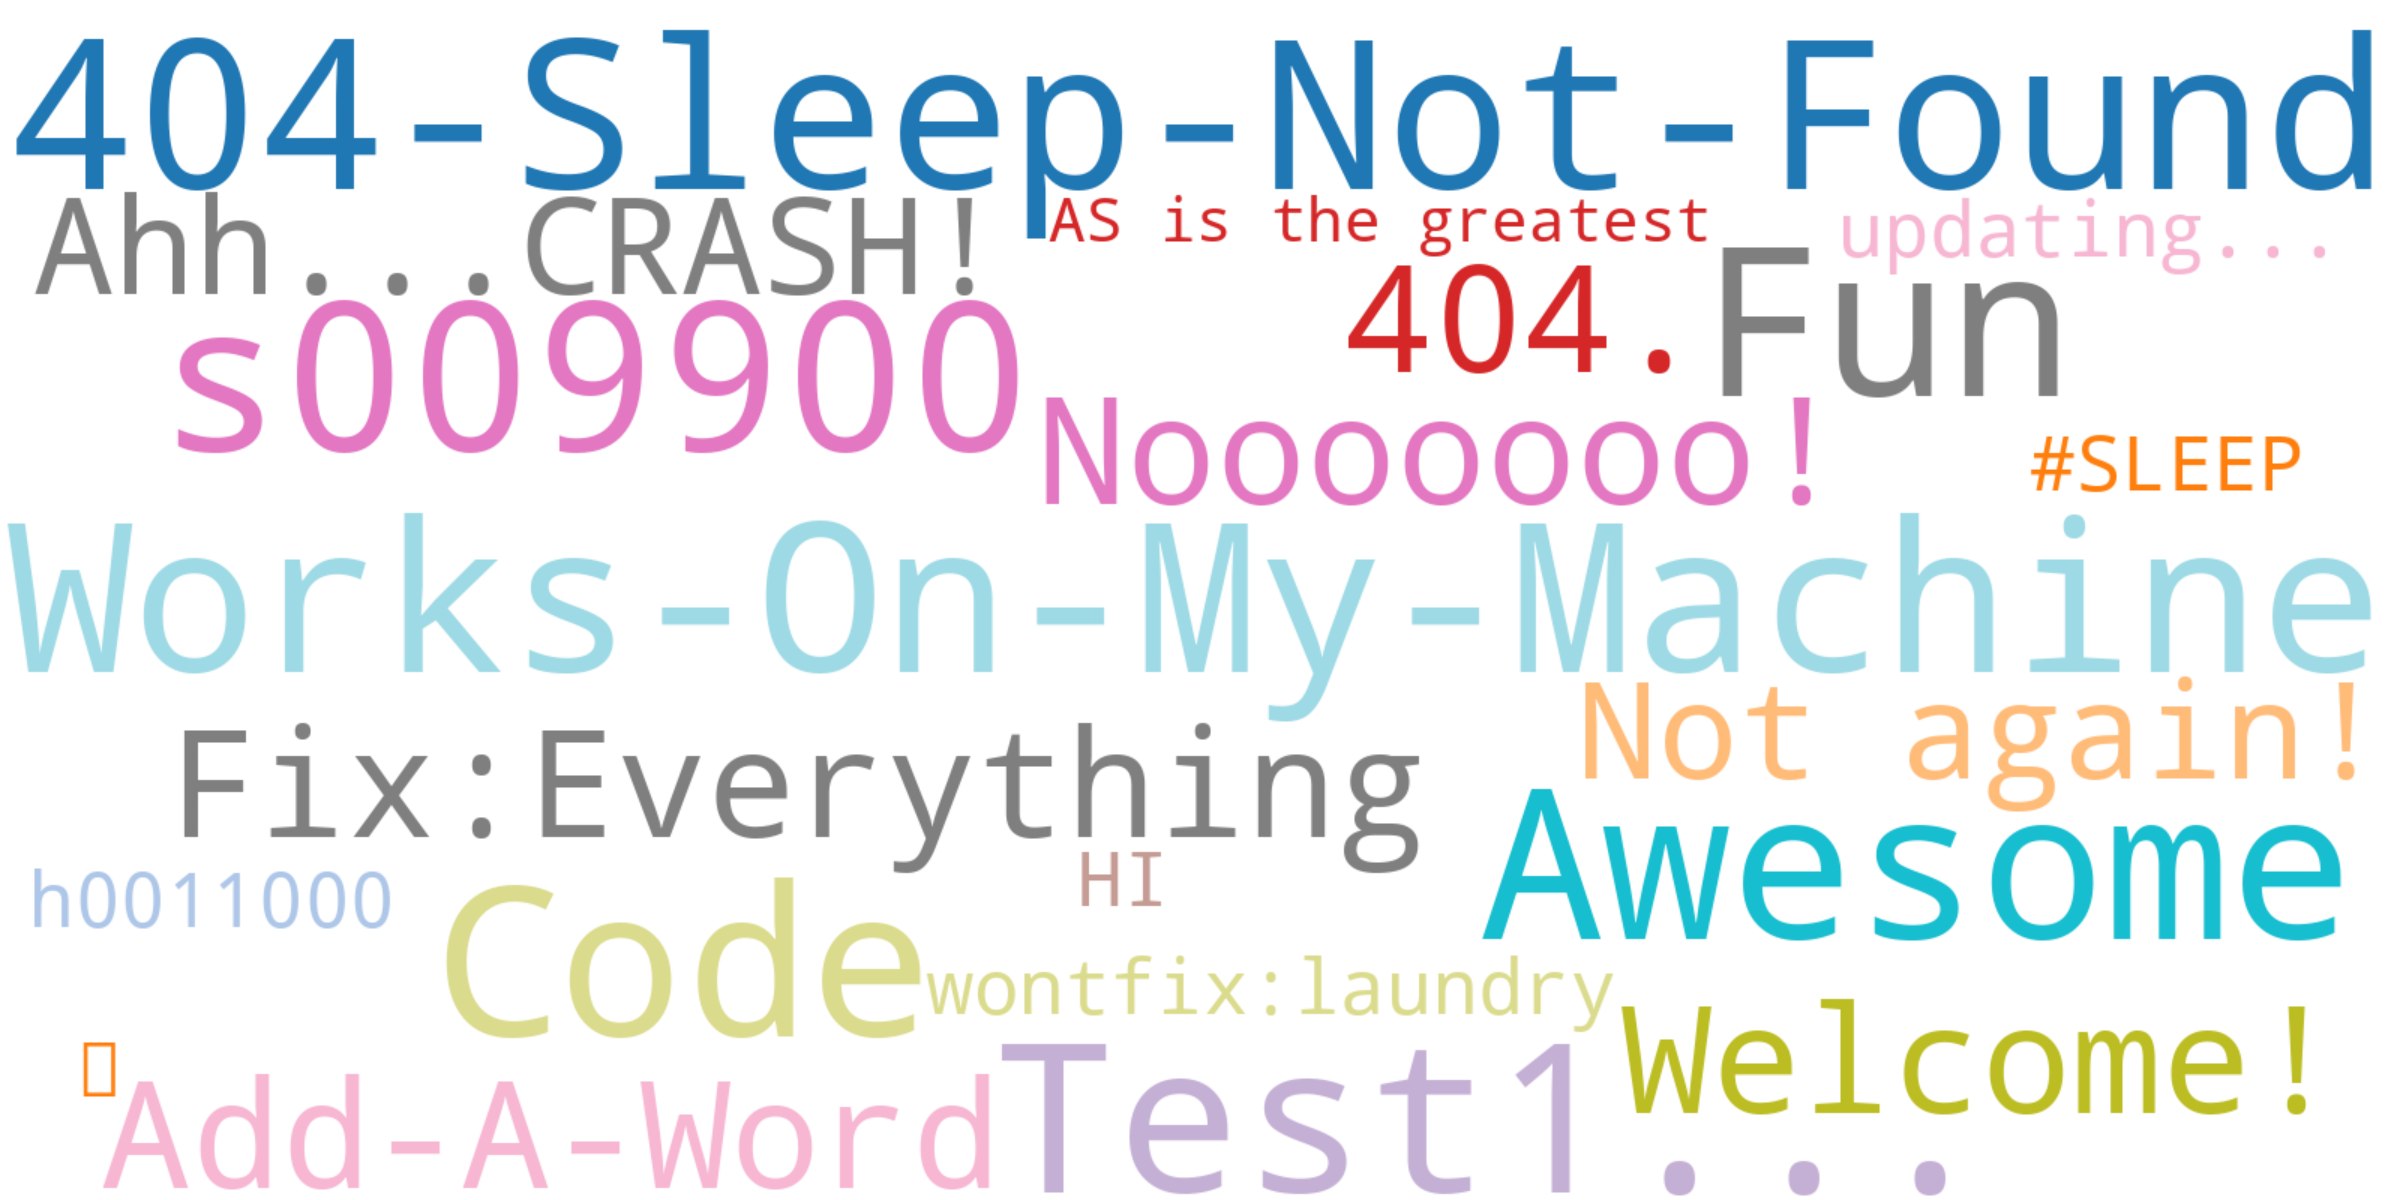 404-Sleep-Not-Found
Ahh...CRASH!
AS is the greatest
updating...
404.
Fun
s009900
Nooooooo!
#SLEEP
Works-On-My-Machine
Not again!
Fix:Everything
Awesome
HI
h0011000
Code
wontfix:laundry
Welcome!
Add-A-Word
Test1...